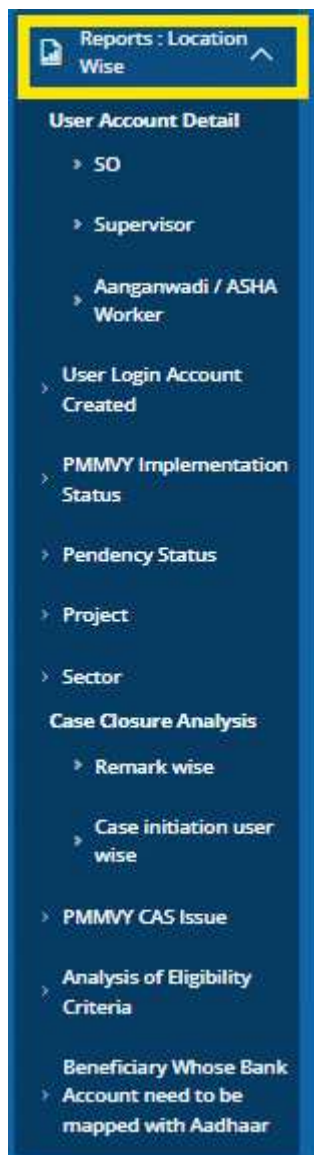 Reports : Location
Wise
User Account Detail
SO
Supervisor
Aanganwadi / ASHA
Worker
User Login Account
Created
PMMVY Implementation
Status
Pendency Status
Project
Sector
Case Closure Analysis
Remark wise
Case initiation user
wise
PMMVY CAS Issue
Analysis of Eligibility
Criteria
Beneficiary Whose Bank
Account need to be
mapped with Aadhaar